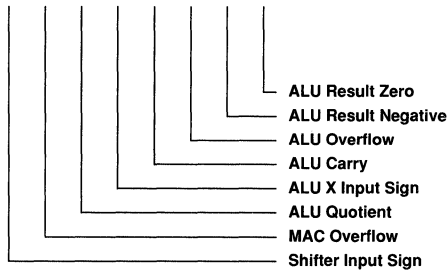 ALU Result Zero
ALU Result Negative
ALU Overflow
ALU Carry
ALU X Input Sign
ALU Quotient
MAC Overflow
Shifter Input Sign